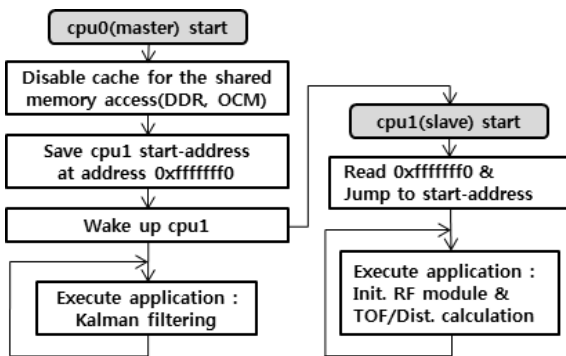 cpu0(master) start
Disable cache for the shared
memory access(DDR, OCM)
Save cpu1 start-address
at address 0xfffffff0
Wake up cpu1
Execute application :
Kalman filtering
cpu1(slave) start
Read 0xfffffff0 &
Jump to start-address
Execute application :
Init. RF module &
TOF/Dist. calculation